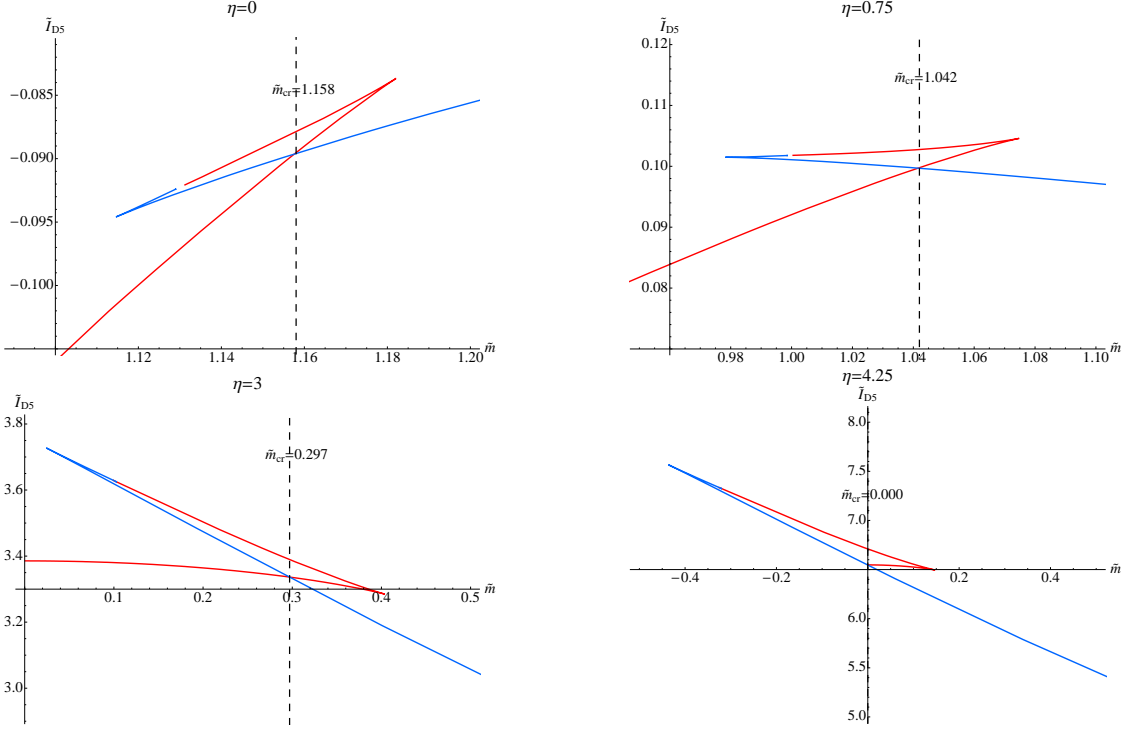 η=0
Ĩ_D5
m̃_cr=1.158
−0.085
−0.090
−0.095
−0.100
1.12 1.14 1.16 1.18 1.20 m̃
η=0.75
Ĩ_D5
0.12
m̃_cr=1.042
0.11
0.10
0.09
0.08
0.98 1.00 1.02 1.04 1.06 1.08 1.10 m̃
η=3
Ĩ_D5
3.8
m̃_cr=0.297
3.6
3.4
0.1 0.2 0.3 0.4 0.5 m̃
3.2
3.0
η=4.25
Ĩ_D5
8.0
7.5
m̃_cr=0.000
7.0
−0.4 −0.2 0.2 0.4 m̃
6.0
5.5
5.0